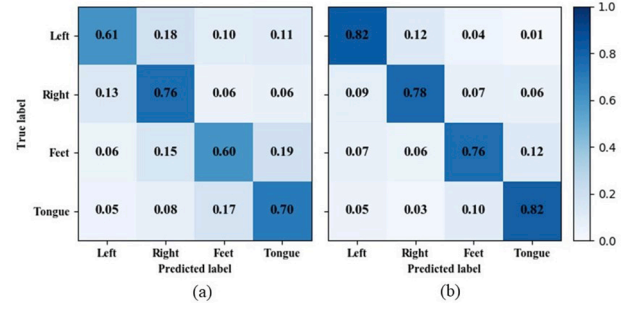 Left 0.61 0.18 0.10 0.11 0.82 0.12 0.04 0.01 1.0
0.8
Right 0.13 0.76 0.06 0.06 0.09 0.78 0.07 0.06
0.6
True label
0.4
Feet 0.06 0.15 0.60 0.19 0.07 0.06 0.76 0.12
0.2
Tongue 0.05 0.08 0.17 0.70 0.05 0.03 0.10 0.82
0.0
Left Right Feet Tongue Left Right Feet Tongue
Predicted label Predicted label
(a) (b)